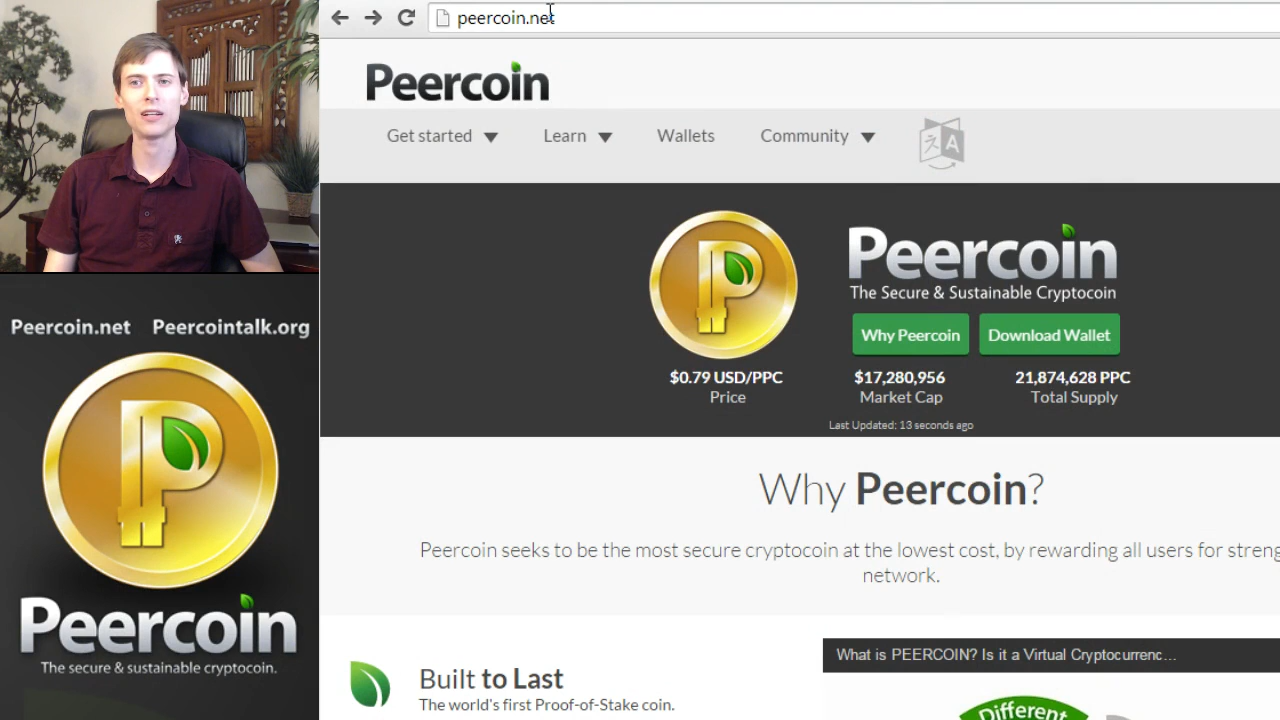 peercoin.net
Peercoin
Get started
Learn
Wallets
Community
A
Peercoin
The Secure & Sustainable Cryptocoin
Why Peercoin
Download Wallet
$0.79 USD/PPC
Price
$17,280,956
Market Cap
21,874,628 PPC
Total Supply
Last Updated: 13 seconds ago
Why Peercoin?
Peercoin seeks to be the most secure cryptocoin at the lowest cost, by rewarding all users for streng
network.
Built to Last
The world's first Proof-of-Stake coin.
What is PEERCOIN? Is it a Virtual Cryptocurrenc...
Different
Peercoin.net Peercointalk.org
Peercoin
The secure & sustainable cryptocoin.